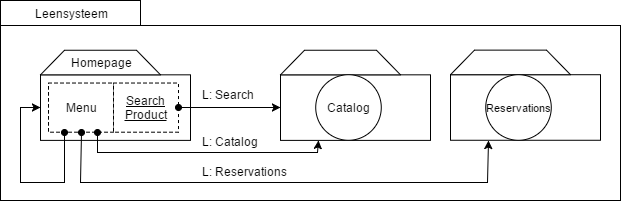 Leensysteem
Homepage
Menu
Search
Product
L: Search
Catalog
Reservations
L: Catalog
L: Reservations